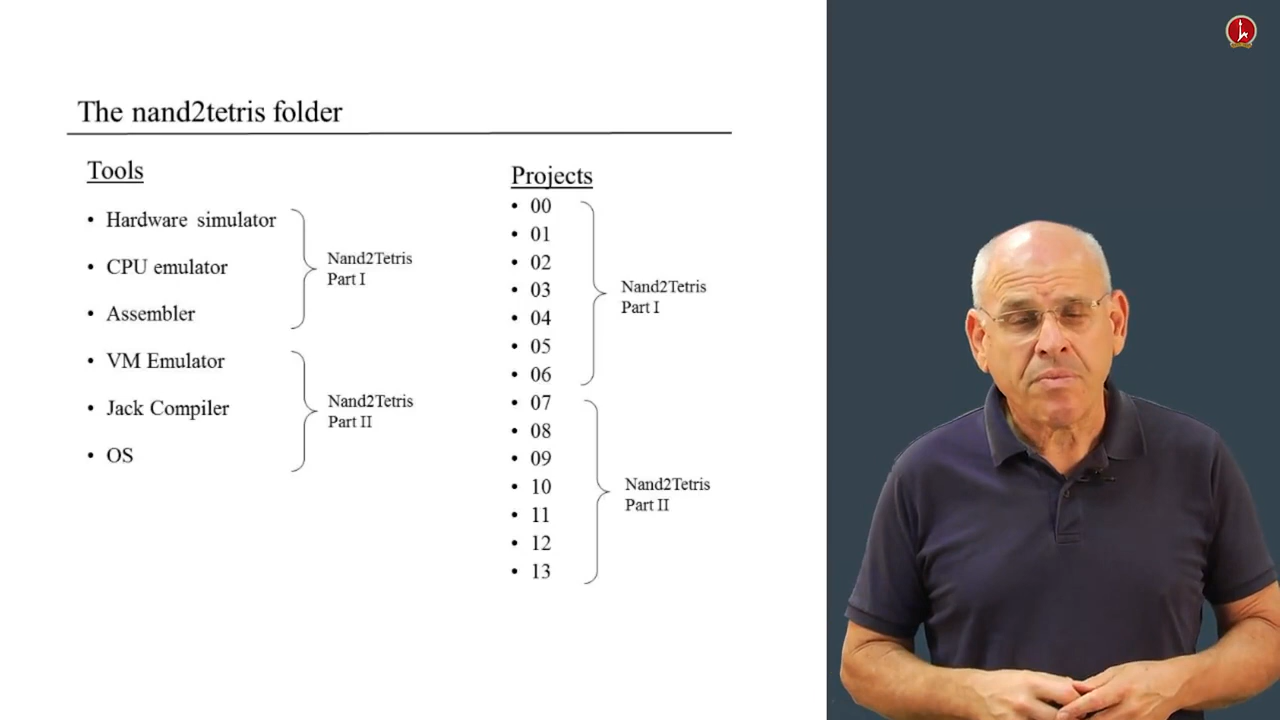 The nand2tetris folder
Tools
• Hardware simulator
• CPU emulator
• Assembler
Nand2Tetris
Part I
• VM Emulator
• Jack Compiler
• OS
Nand2Tetris
Part II
Projects
• 00
• 01
• 02
• 03
• 04
• 05
• 06
Nand2Tetris
Part I
• 07
• 08
• 09
• 10
• 11
• 12
• 13
Nand2Tetris
Part II